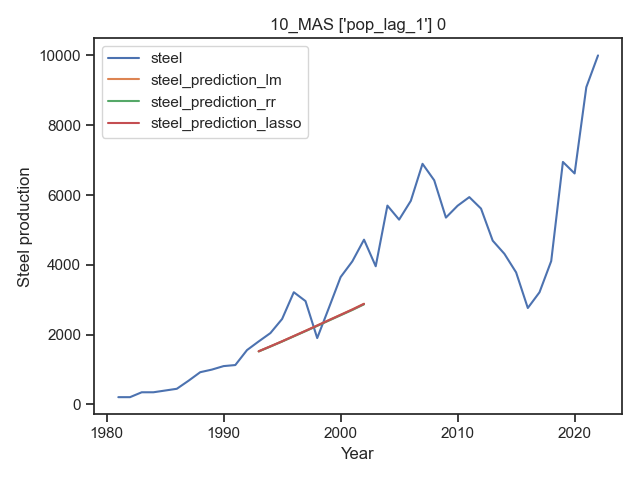 10_MAS ['pop_lag_1'] 0
steel
steel_prediction_lm
steel_prediction_rr
steel_prediction_lasso
Steel production
10000
8000
6000
4000
2000
0
1980
1990
2000
2010
2020
Year